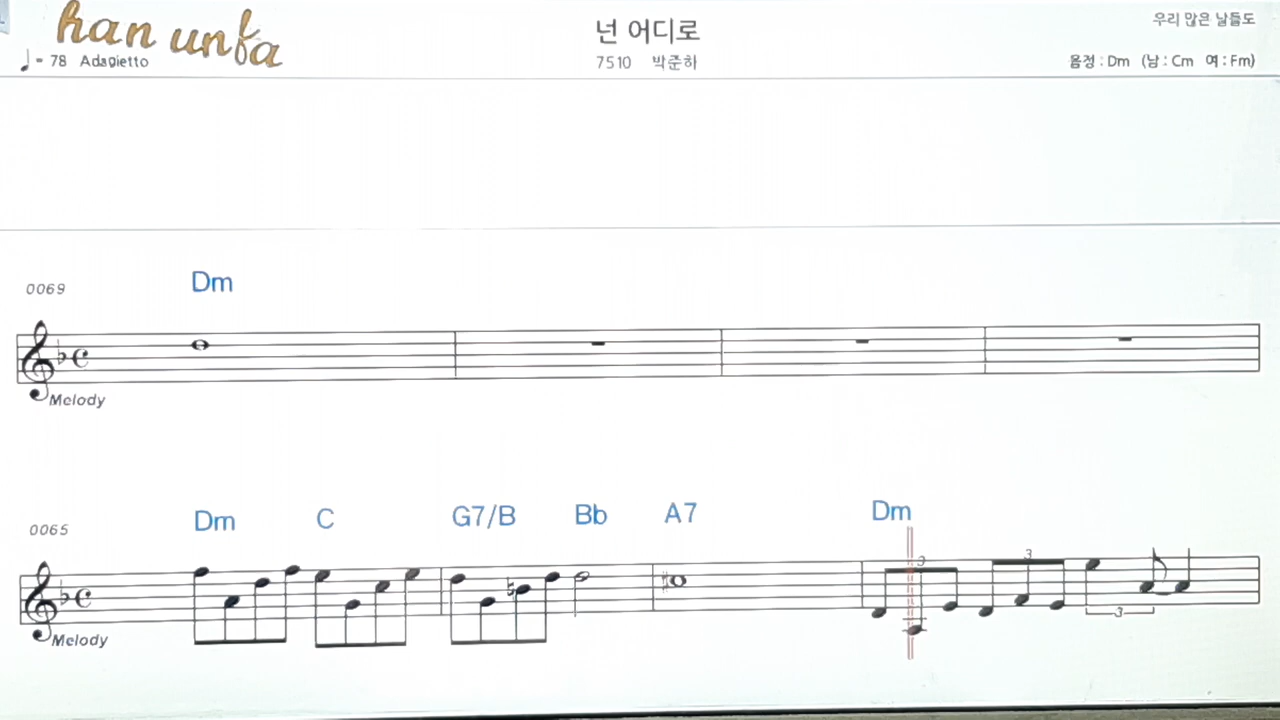 han unfa
넌 어디로
우리 많은 날들도
♩= 78 Adagietto
7510 박준하
음정 : Dm (남 : Cm 여 : Fm)
0069
Dm
Melody
0065
Dm C G7/B Bb A7 Dm
3 3
3
Melody